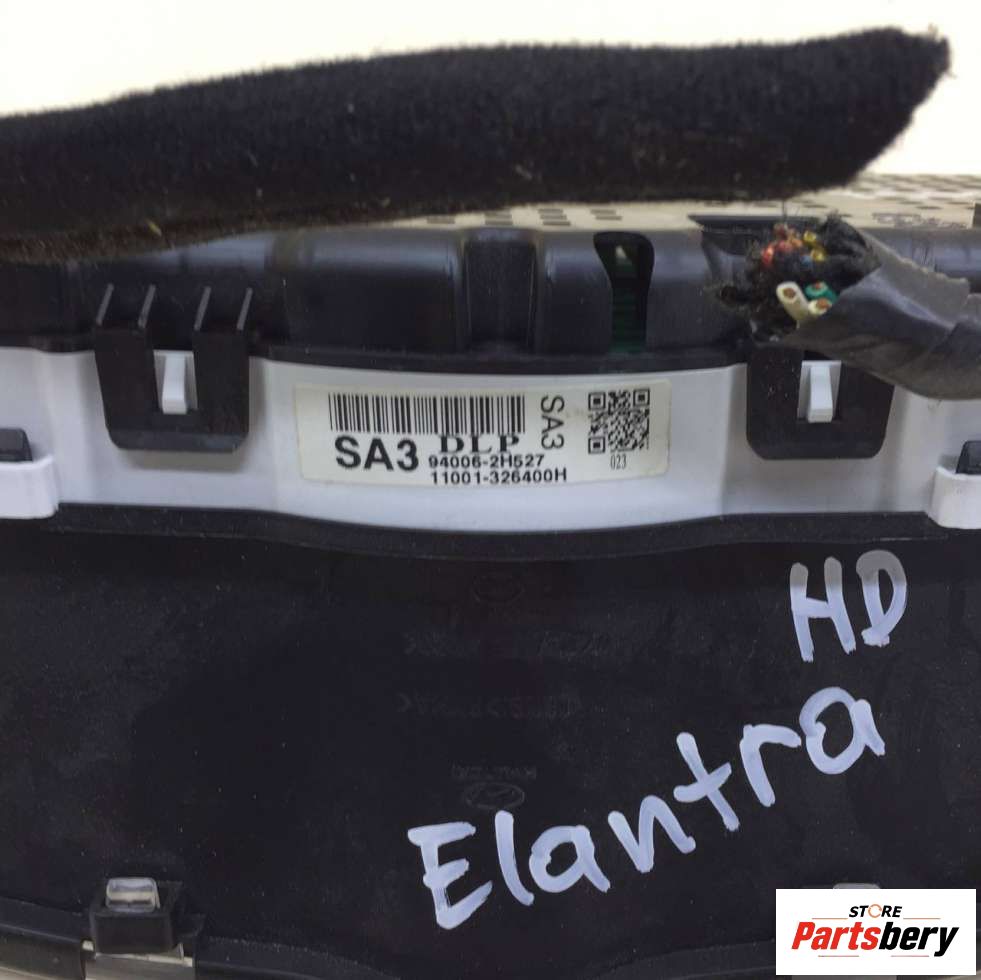 SA3
DLP
94006-2H527
11001-326400H
SA3
023
HD
Elantra
STORE
Partsbery